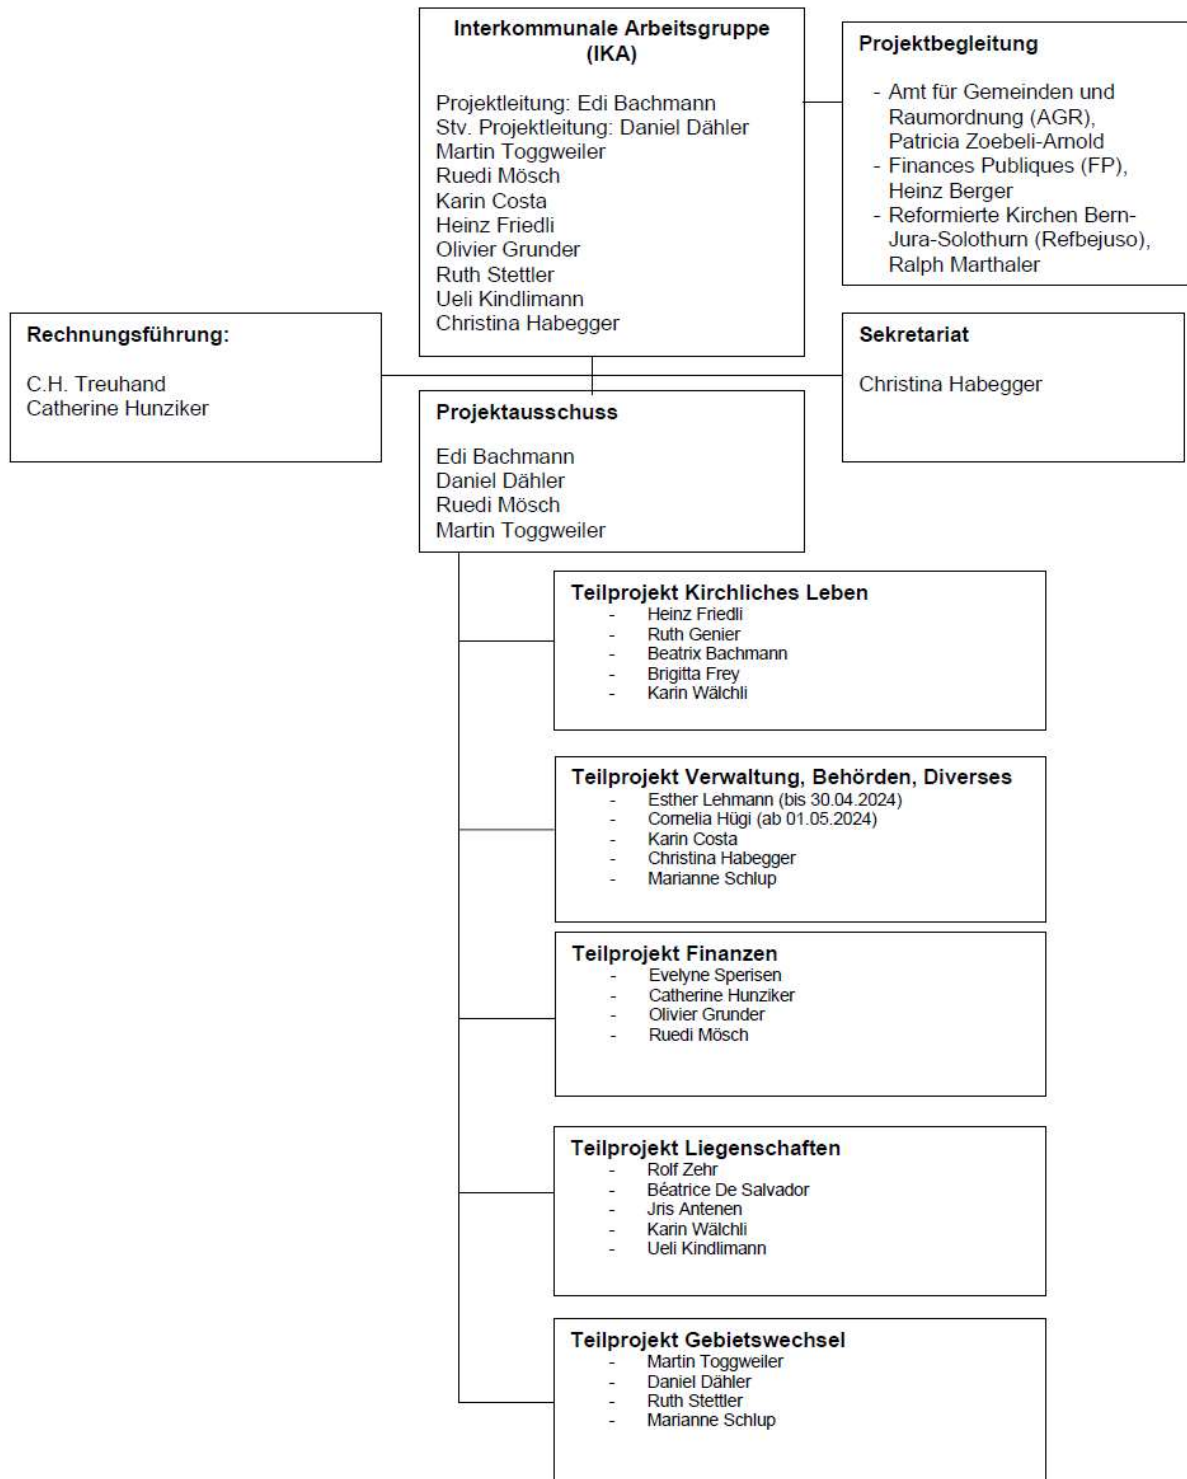 Interkommunale Arbeitsgruppe
(IKA)
Projektleitung: Edi Bachmann
Stv. Projektleitung: Daniel Dähler
Martin Toggweiler
Ruedi Mösch
Karin Costa
Heinz Friedli
Olivier Grunder
Ruth Stettler
Ueli Kindlimann
Christina Habegger
Projektbegleitung
- Amt für Gemeinden und
Raumordnung (AGR),
Patricia Zoebeli-Arnold
- Finances Publiques (FP),
Heinz Berger
- Reformierte Kirchen Bern-
Jura-Solothurn (Refbejuso),
Ralph Marthaler
Rechnungsführung:
C.H. Treuhand
Catherine Hunziker
Sekretariat
Christina Habegger
Projektausschuss
Edi Bachmann
Daniel Dähler
Ruedi Mösch
Martin Toggweiler
Teilprojekt Kirchliches Leben
- Heinz Friedli
- Ruth Genier
- Beatrix Bachmann
- Brigitta Frey
- Karin Wälchli
Teilprojekt Verwaltung, Behörden, Diverses
- Esther Lehmann (bis 30.04.2024)
- Cornelia Hügi (ab 01.05.2024)
- Karin Costa
- Christina Habegger
- Marianne Schlup
Teilprojekt Finanzen
- Evelyne Sperisen
- Catherine Hunziker
- Olivier Grunder
- Ruedi Mösch
Teilprojekt Liegenschaften
- Rolf Zehr
- Béatrice De Salvador
- Jris Antenen
- Karin Wälchli
- Ueli Kindlimann
Teilprojekt Gebietswechsel
- Martin Toggweiler
- Daniel Dähler
- Ruth Stettler
- Marianne Schlup